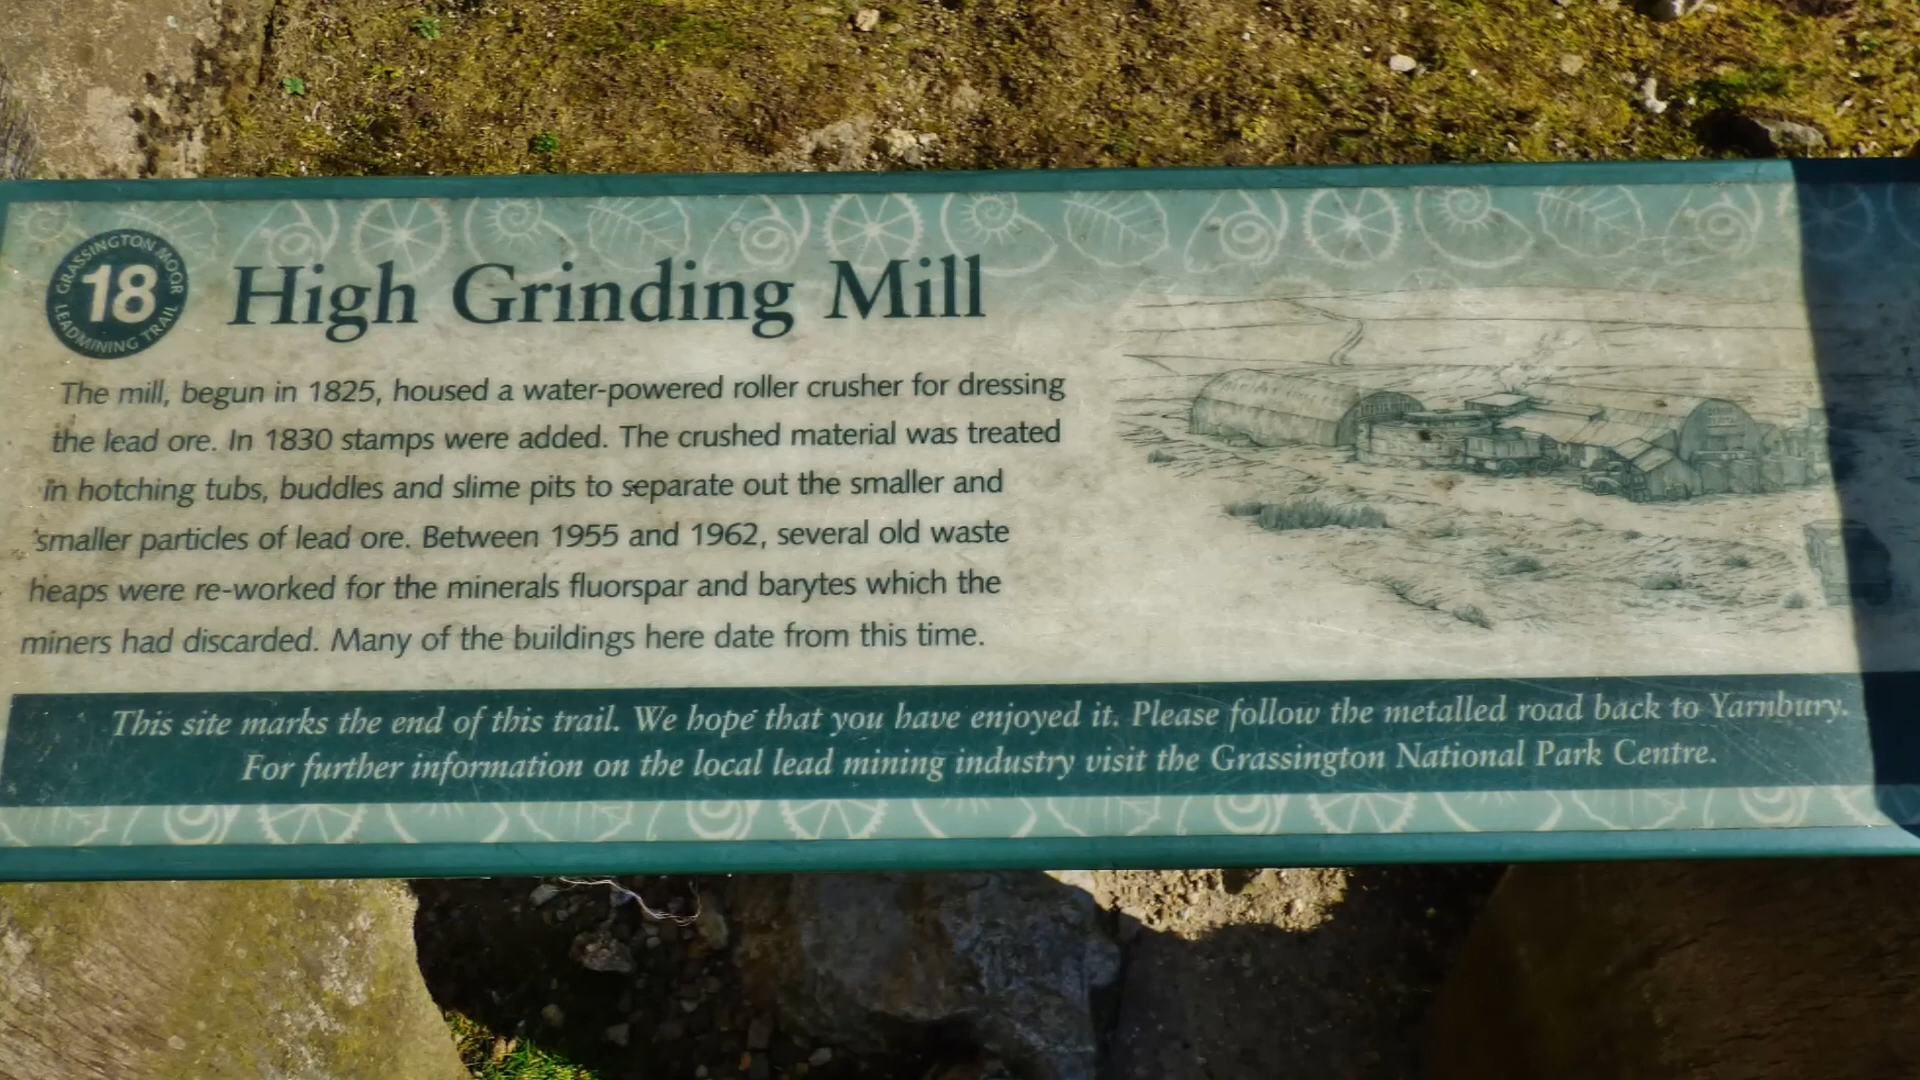 GRASSINGTON MOOR
18
LEADMINING TRAIL
High Grinding Mill
The mill, begun in 1825, housed a water-powered roller crusher for dressing
the lead ore. In 1830 stamps were added. The crushed material was treated
in hotching tubs, buddles and slime pits to separate out the smaller and
smaller particles of lead ore. Between 1955 and 1962, several old waste
heaps were re-worked for the minerals fluorspar and barytes which the
miners had discarded. Many of the buildings here date from this time.
This site marks the end of this trail. We hope that you have enjoyed it. Please follow the metalled road back to Yarnbury.
For further information on the local lead mining industry visit the Grassington National Park Centre.